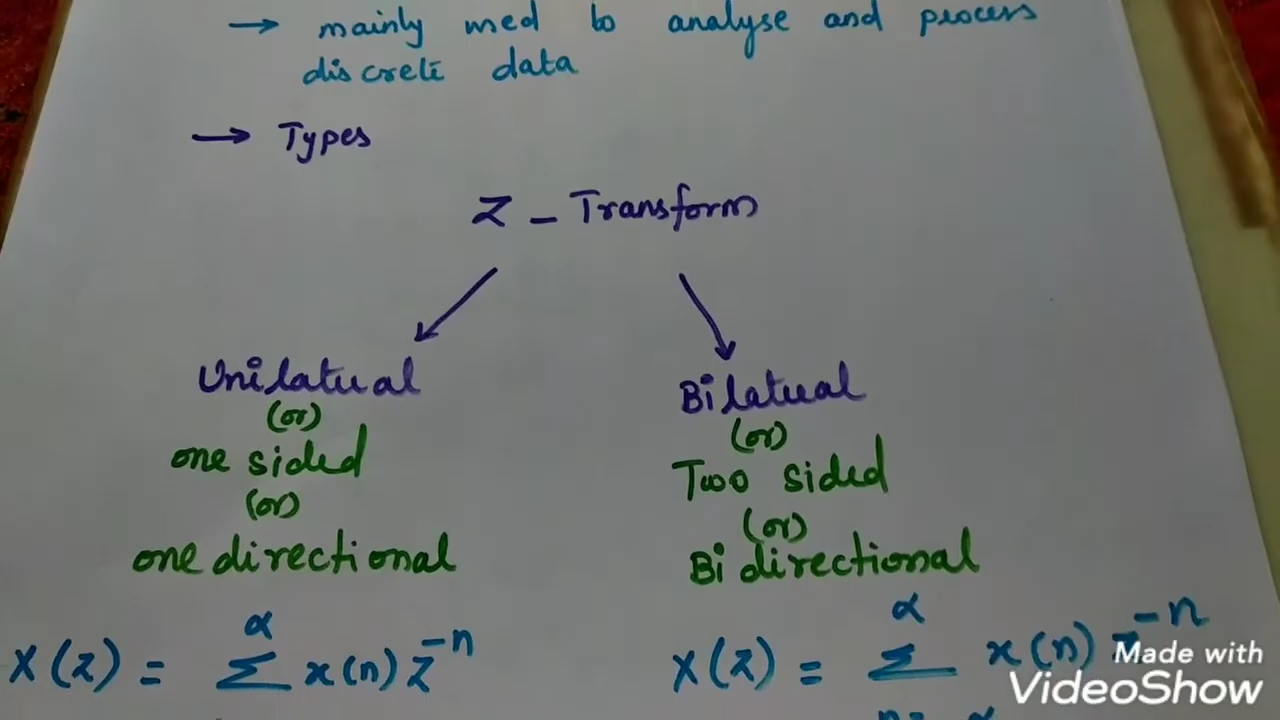 → mainly used to analyse and process
discrete data
→ Types
Z - Transform
Unilateral
(or)
one sided
(or)
one directional
Bilateral
(or)
Two sided
(or)
Bi directional
X(z) = ∑ x(n) z^-n
α
X(z) = ∑ x(n) z^-n
α
Made with
VideoShow